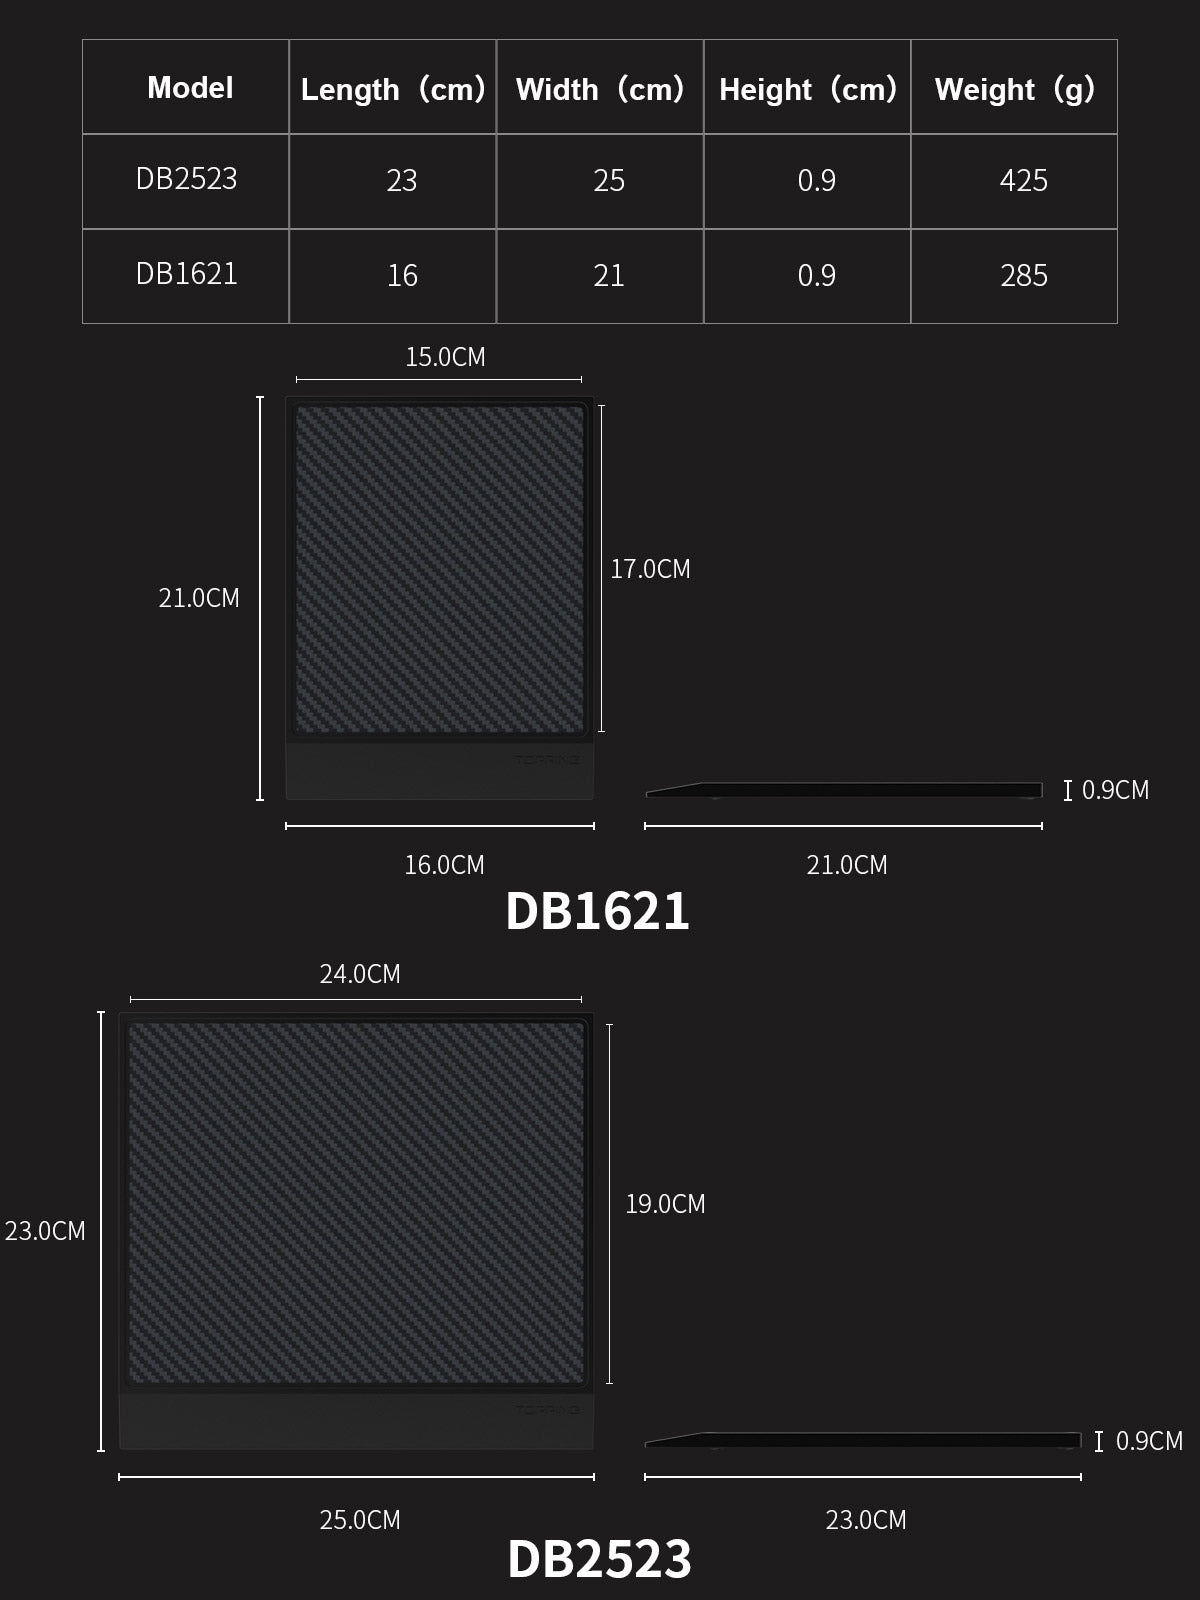 Model Length（cm） Width（cm） Height（cm） Weight（g）
DB2523 23 25 0.9 425
DB1621 16 21 0.9 285
15.0CM
17.0CM
21.0CM
TOPPING
0.9CM
16.0CM 21.0CM
DB1621
24.0CM
19.0CM
23.0CM
TOPPING
0.9CM
25.0CM 23.0CM
DB2523